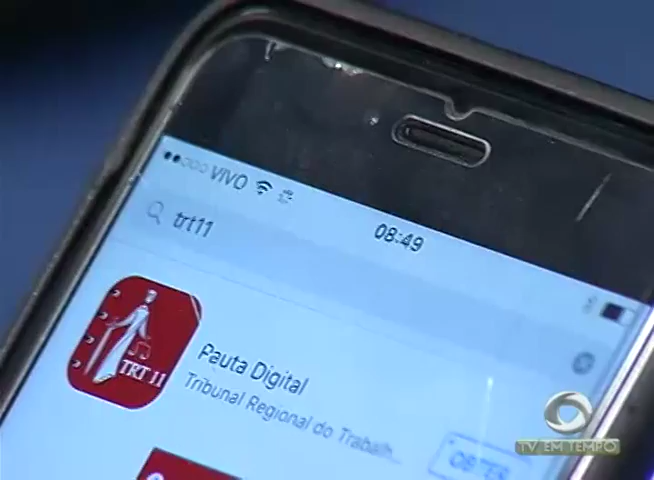 VIVO 08:49
trt11
TRT 11
Pauta Digital
Tribunal Regional do Trabalh...
OBTER
TV EM TEMPO